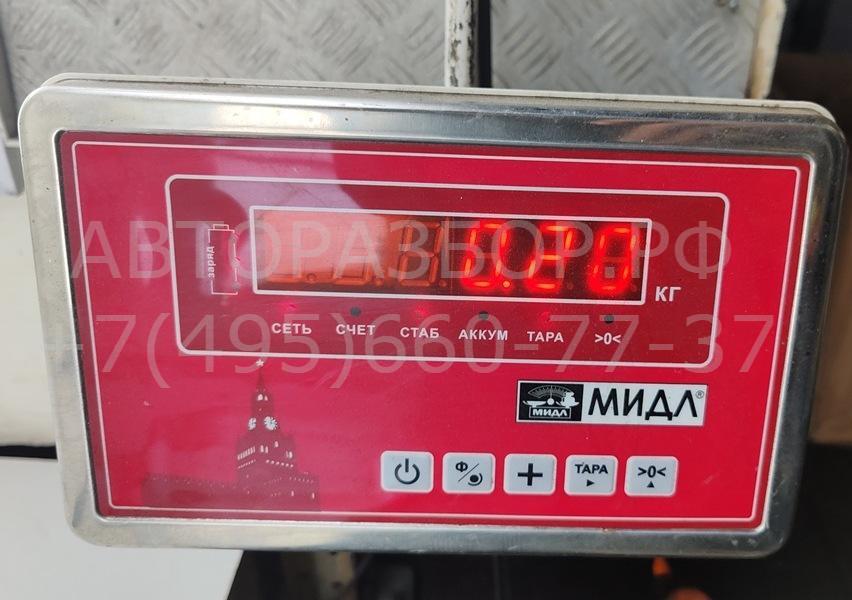 АВТОРАЗБОР.РФ
+7(495)660-77-37
заряд
0.20
КГ
СЕТЬ СЧЕТ СТАБ АККУМ ТАРА >0<
МИДЛ МИДЛ®
Ф + ТАРА >0<